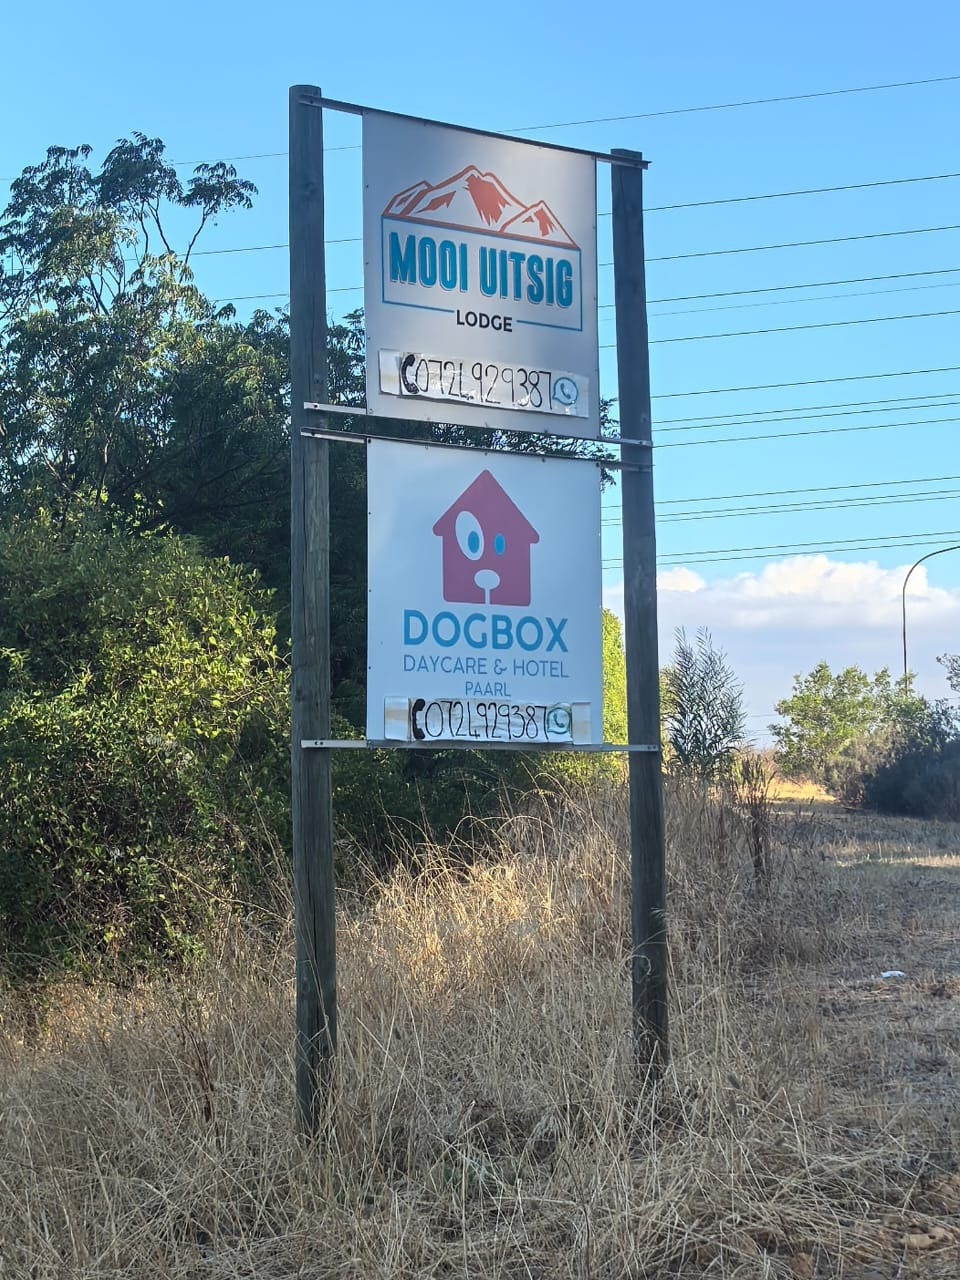 MOOI UITSIG
LODGE
0724929387
DOGBOX
DAYCARE & HOTEL
PAARL
0724929387